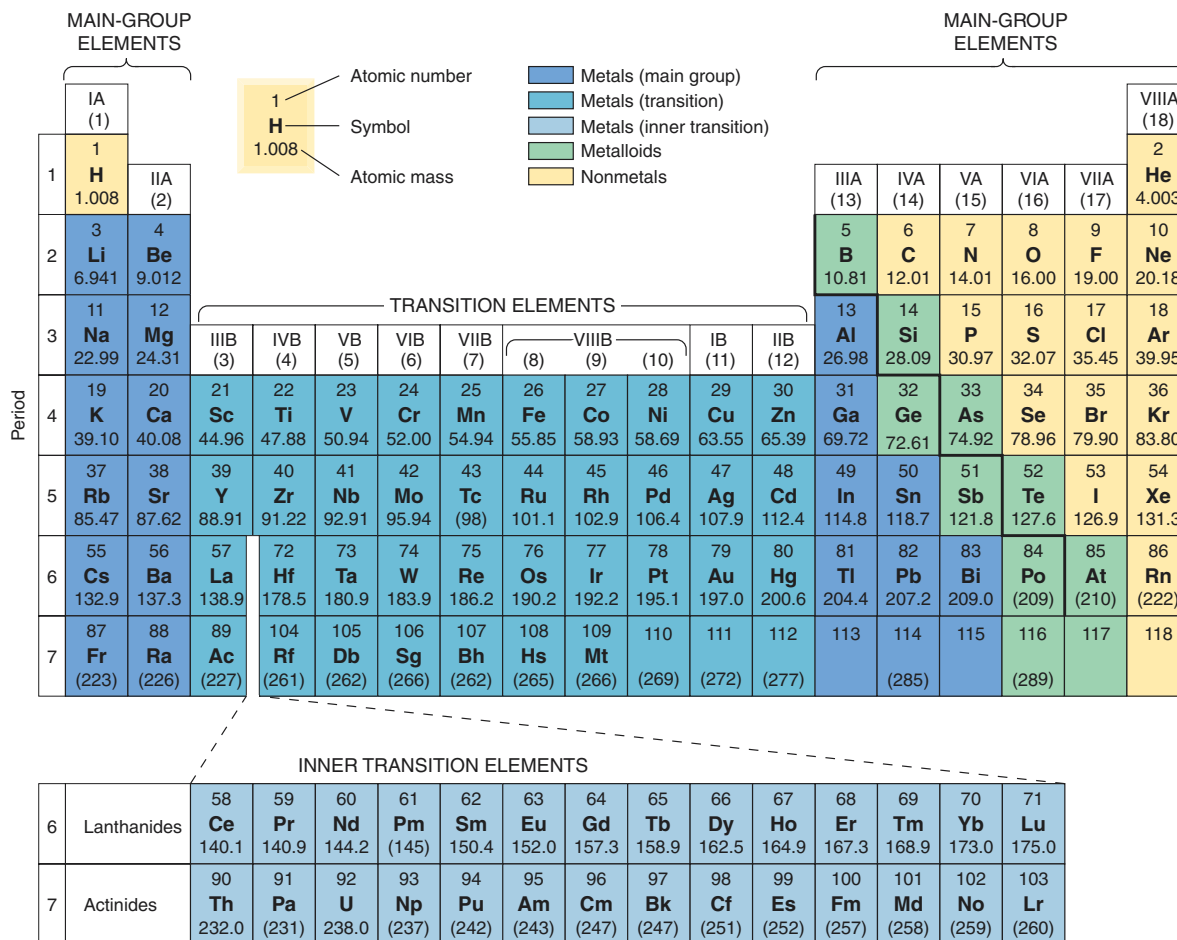 MAIN-GROUP
ELEMENTS
MAIN-GROUP
ELEMENTS
Atomic number
Symbol
Atomic mass
1
H
1.008
Metals (main group)
Metals (transition)
Metals (inner transition)
Metalloids
Nonmetals
IA
(1)
VIIIA
(18)
1
1
H
1.008
IIA
(2)
IIIA
(13)
IVA
(14)
VA
(15)
VIA
(16)
VIIA
(17)
2
He
4.003
2
3 4 5 6 7 8 9 10
Li Be B C N O F Ne
6.941 9.012 10.81 12.01 14.01 16.00 19.00 20.18
TRANSITION ELEMENTS
3
11 12 13 14 15 16 17 18
Na Mg Al Si P S Cl Ar
22.99 24.31 26.98 28.09 30.97 32.07 35.45 39.95
IIIB IVB VB VIB VIIB VIIIB IB IIB
(3) (4) (5) (6) (7) (8) (9) (10) (11) (12)
Period
4
19 20 21 22 23 24 25 26 27 28 29 30 31 32 33 34 35 36
K Ca Sc Ti V Cr Mn Fe Co Ni Cu Zn Ga Ge As Se Br Kr
39.10 40.08 44.96 47.88 50.94 52.00 54.94 55.85 58.93 58.69 63.55 65.39 69.72 72.61 74.92 78.96 79.90 83.80
5
37 38 39 40 41 42 43 44 45 46 47 48 49 50 51 52 53 54
Rb Sr Y Zr Nb Mo Tc Ru Rh Pd Ag Cd In Sn Sb Te I Xe
85.47 87.62 88.91 91.22 92.91 95.94 (98) 101.1 102.9 106.4 107.9 112.4 114.8 118.7 121.8 127.6 126.9 131.3
6
55 56 57 72 73 74 75 76 77 78 79 80 81 82 83 84 85 86
Cs Ba La Hf Ta W Re Os Ir Pt Au Hg Tl Pb Bi Po At Rn
132.9 137.3 138.9 178.5 180.9 183.9 186.2 190.2 192.2 195.1 197.0 200.6 204.4 207.2 209.0 (209) (210) (222)
7
87 88 89 104 105 106 107 108 109 110 111 112 113 114 115 116 117 118
Fr Ra Ac Rf Db Sg Bh Hs Mt
(223) (226) (227) (261) (262) (266) (262) (265) (266) (269) (272) (277) (285) (289)
INNER TRANSITION ELEMENTS
6 Lanthanides
58 59 60 61 62 63 64 65 66 67 68 69 70 71
Ce Pr Nd Pm Sm Eu Gd Tb Dy Ho Er Tm Yb Lu
140.1 140.9 144.2 (145) 150.4 152.0 157.3 158.9 162.5 164.9 167.3 168.9 173.0 175.0
7 Actinides
90 91 92 93 94 95 96 97 98 99 100 101 102 103
Th Pa U Np Pu Am Cm Bk Cf Es Fm Md No Lr
232.0 (231) 238.0 (237) (242) (243) (247) (247) (251) (252) (257) (258) (259) (260)